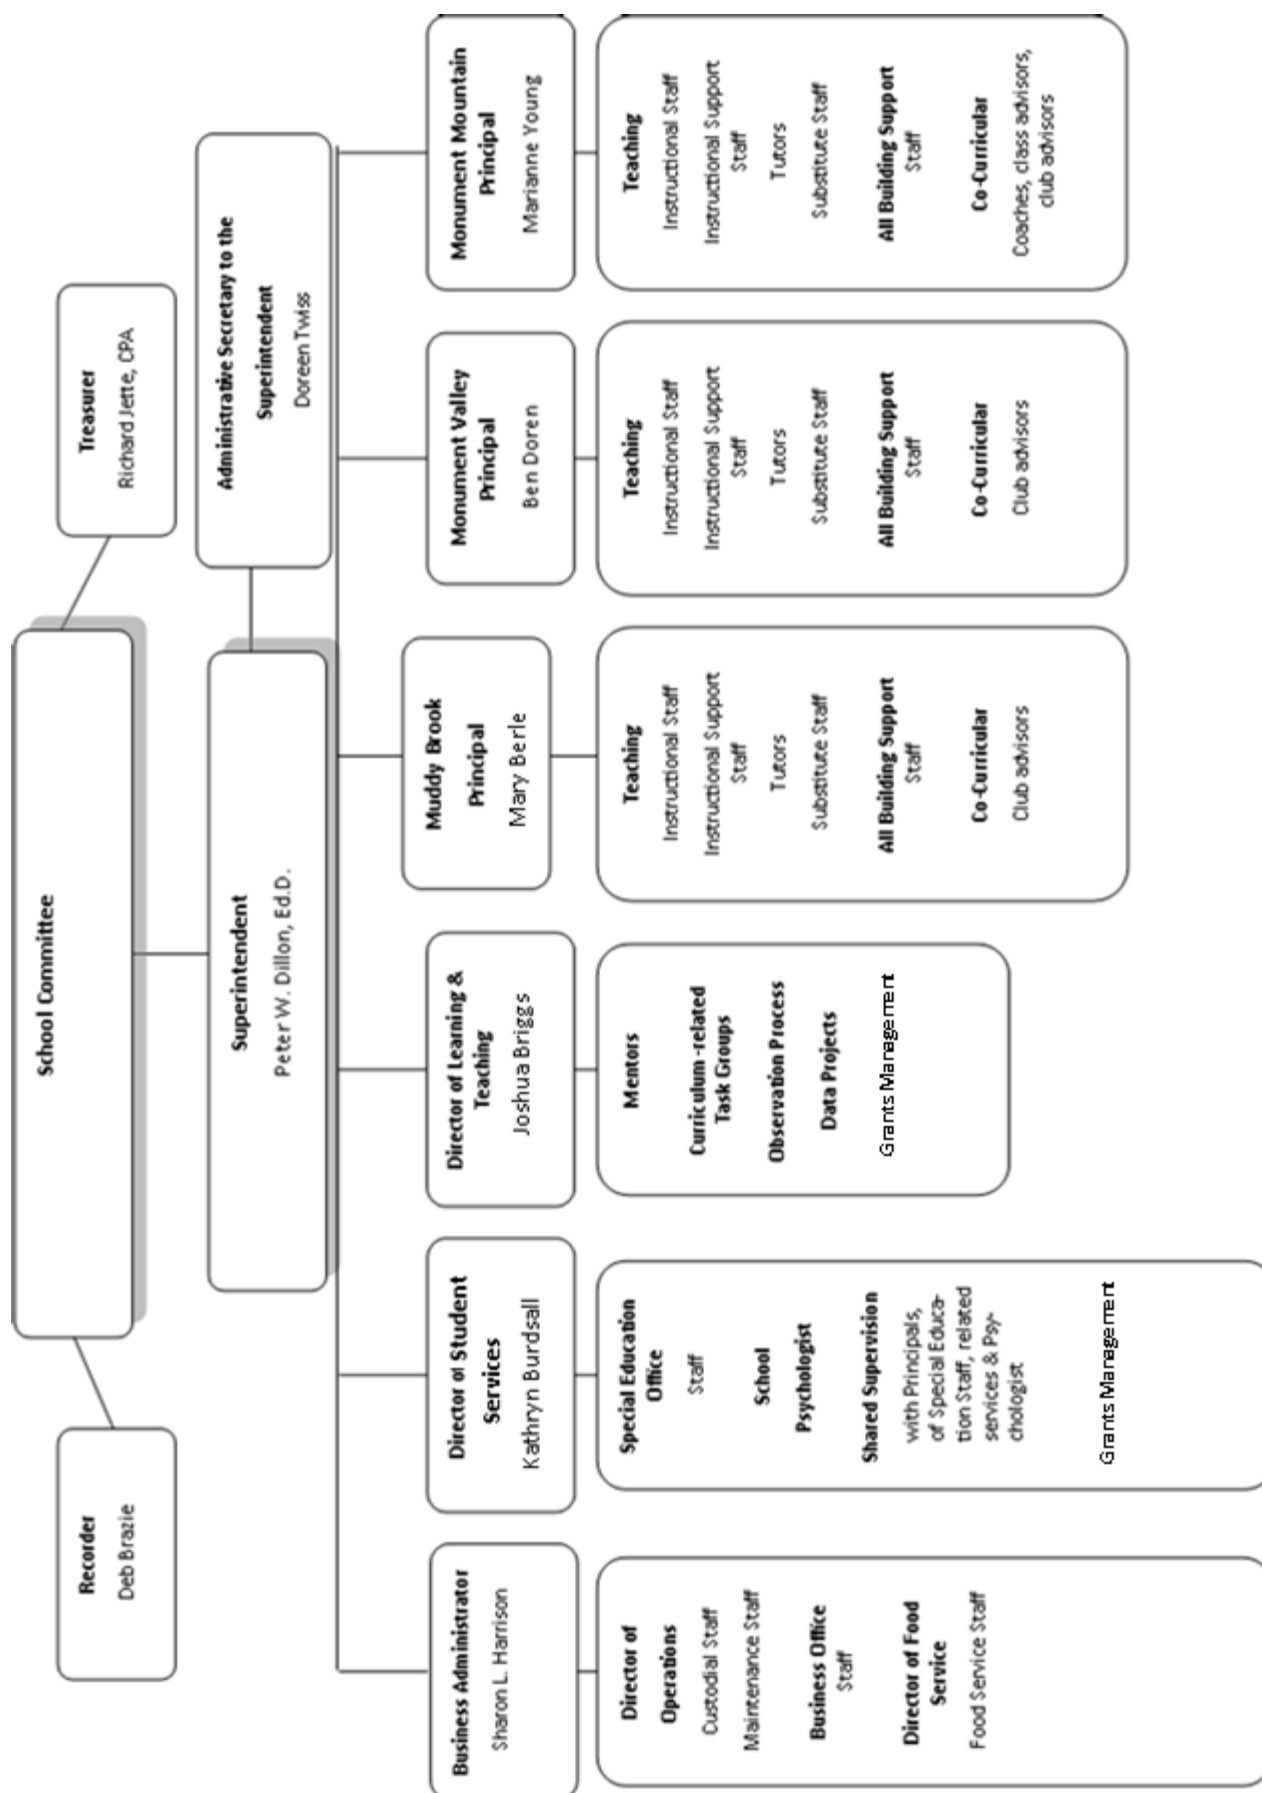 School Committee
Recorder
Deb Brazie
Treasurer
Richard Jette, CPA
Superintendent
Peter W. Dillon, Ed.D.
Administrative Secretary to the
Superintendent
Doreen Twiss
Business Administrator
Sharon L. Harrison
Director of
Operations
Custodial Staff
Maintenance Staff
Business Office
Staff
Director of Food
Service
Food Service Staff
Director of Student
Services
Kathryn Burdsall
Special Education
Office
Staff
School
Psychologist
Shared Supervision
with Principals,
of Special Educa-
tion Staff, related
services & Psy-
chologist
Grants Management
Director of Learning &
Teaching
Joshua Briggs
Mentors
Curriculum-related
Task Groups
Observation Process
Data Projects
Grants Management
Muddy Brook
Principal
Mary Berle
Teaching
Instructional Staff
Instructional Support
Staff
Tutors
Substitute Staff
All Building Support
Staff
Co-Curricular
Club advisors
Monument Valley
Principal
Ben Doren
Teaching
Instructional Staff
Instructional Support
Staff
Tutors
Substitute Staff
All Building Support
Staff
Co-Curricular
Club advisors
Monument Mountain
Principal
Marianne Young
Teaching
Instructional Staff
Instructional Support
Staff
Tutors
Substitute Staff
All Building Support
Staff
Co-Curricular
Coaches, class advisors,
club advisors